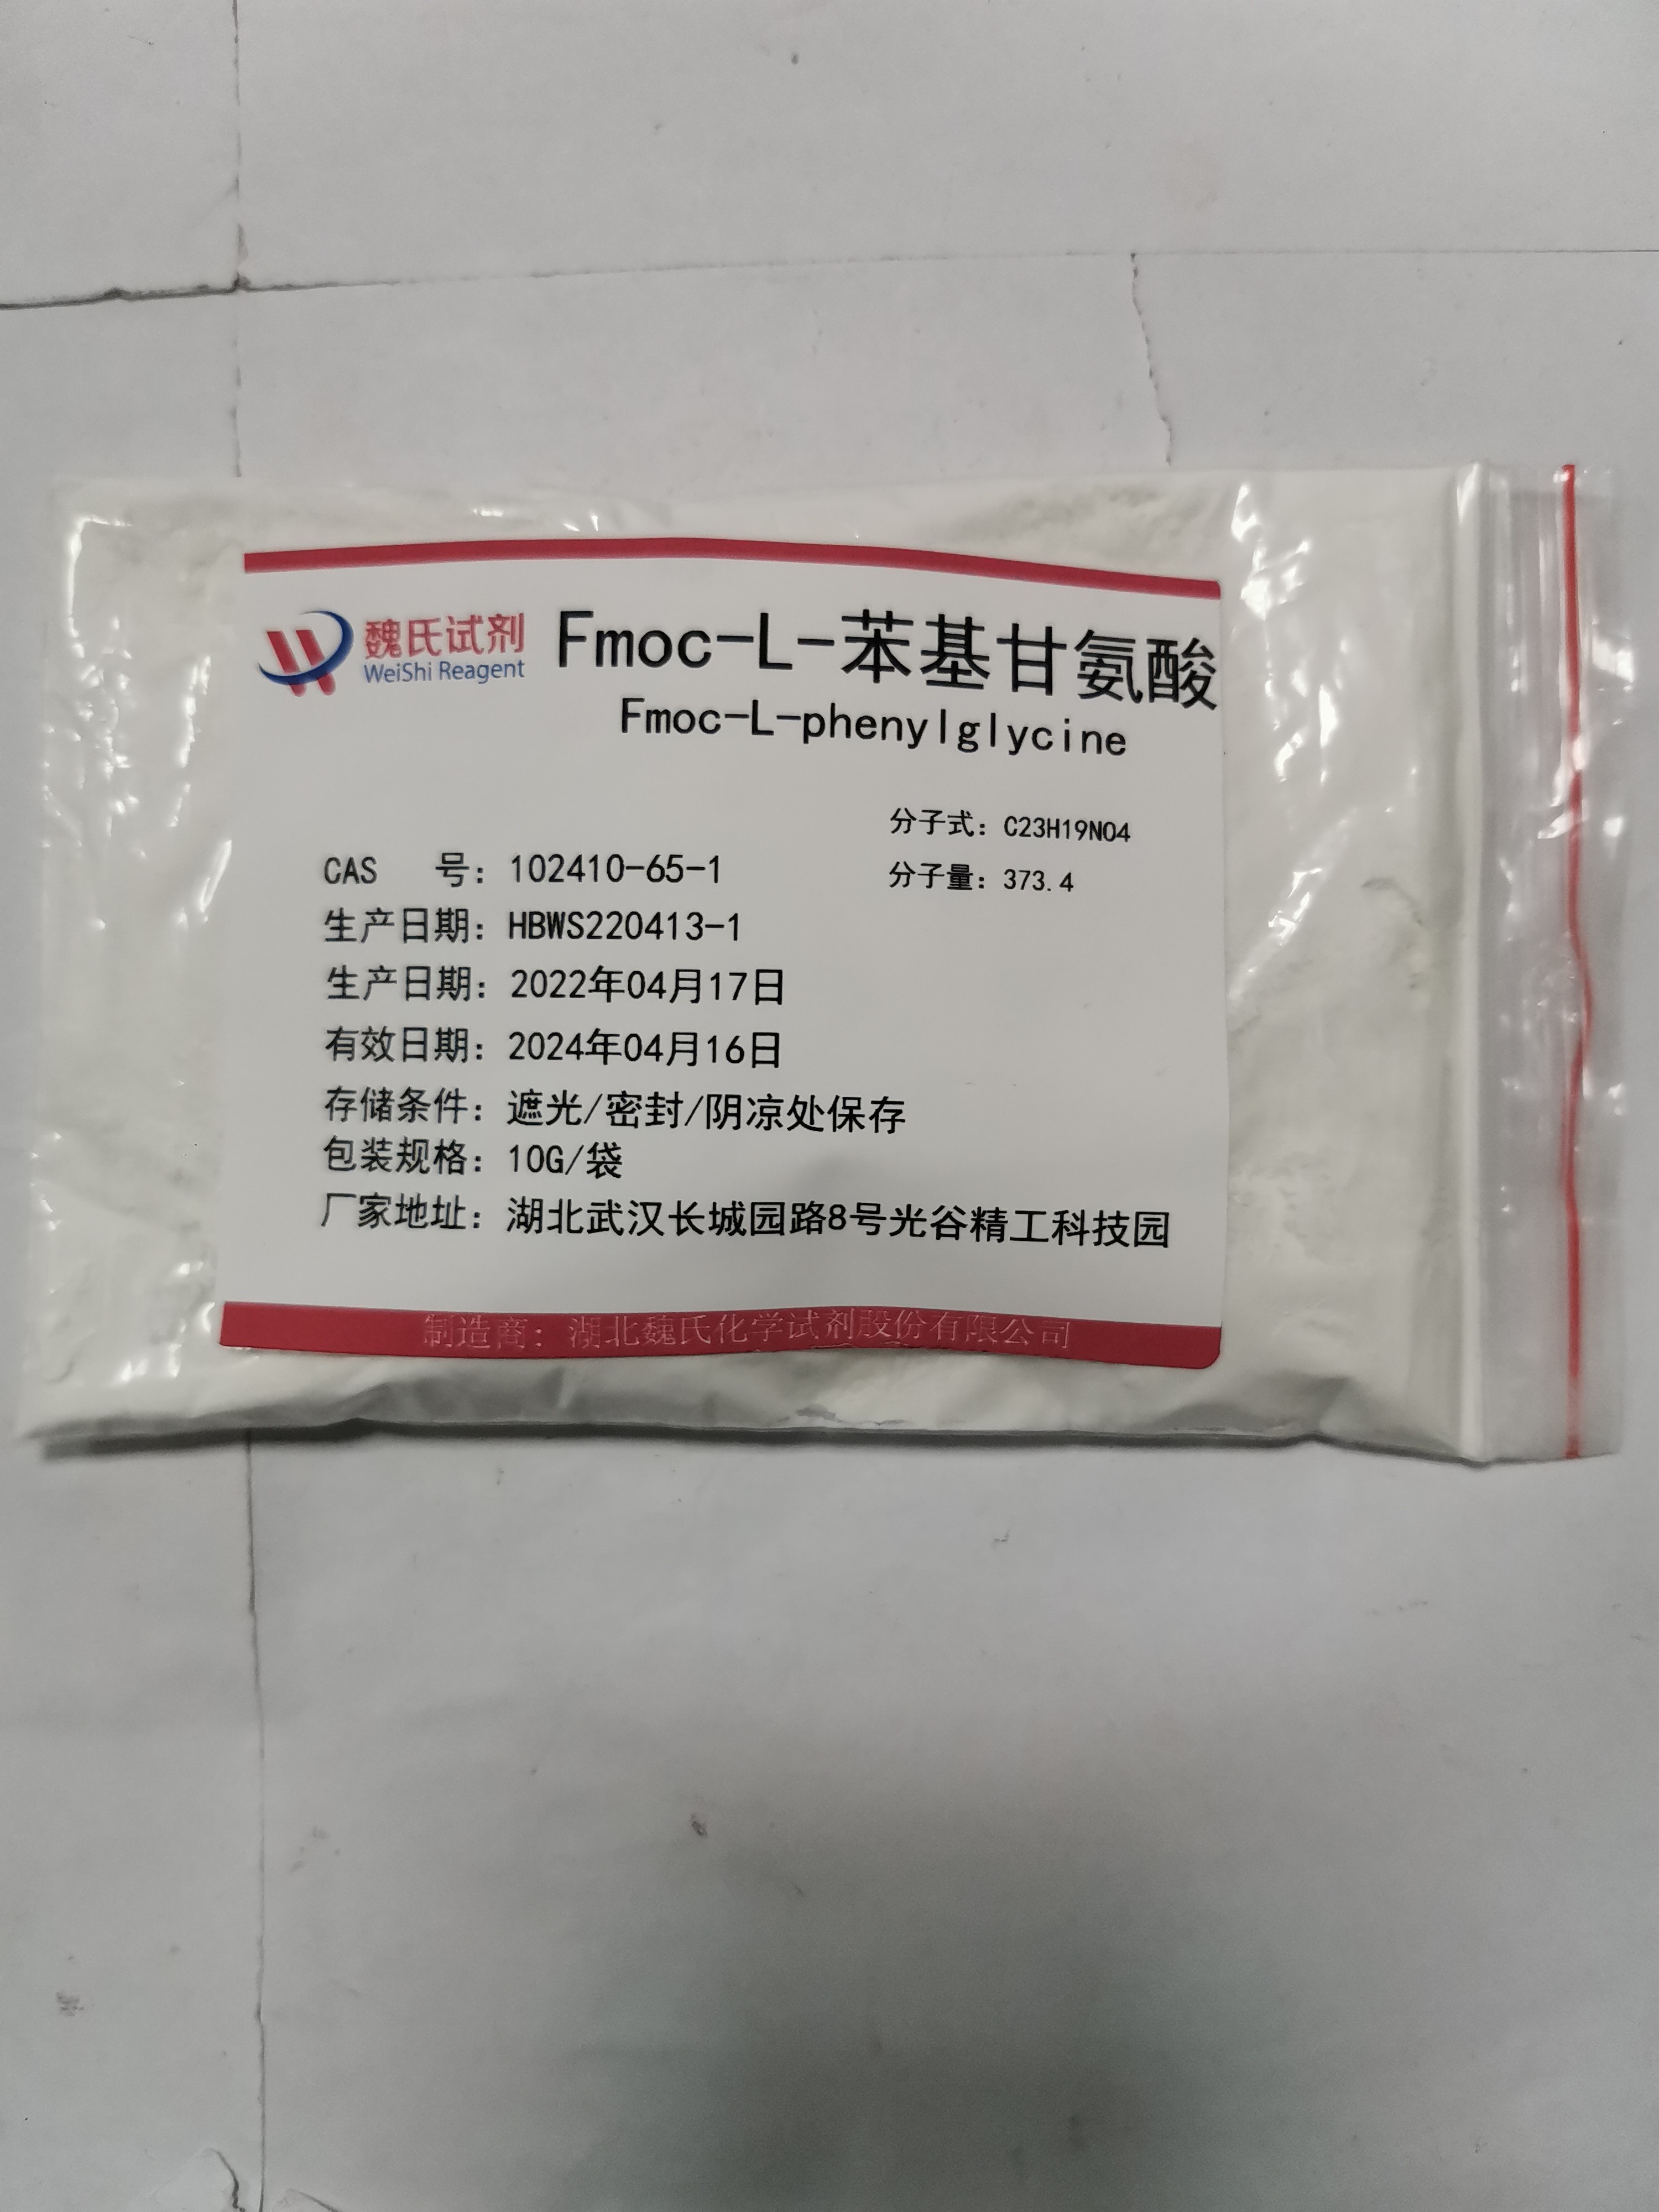 魏氏试剂
WeiShi Reagent
Fmoc-L-苯基甘氨酸
Fmoc-L-phenylglycine
分子式：C23H19NO4
分子量：373.4
CAS 号：102410-65-1
生产日期：HBWS220413-1
生产日期：2022年04月17日
有效日期：2024年04月16日
存储条件：遮光/密封/阴凉处保存
包装规格：10G/袋
厂家地址：湖北武汉长城园路8号光谷精工科技园
制造商：湖北魏氏化学试剂股份有限公司